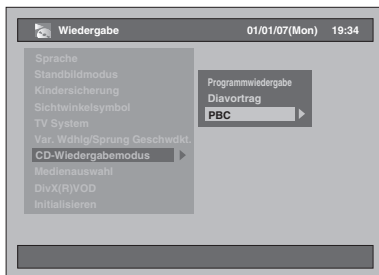 Wiedergabe 01/01/07(Mon) 19:34
Sprache
Standbildmodus
Kindersicherung
Sichtwinkelsymbol
TV System
Var. Wdhlg/Sprung Geschwdkt.
CD-Wiedergabemodus
Medienauswahl
DivX(R)VOD
Initialisieren
Programmwiedergabe
Diavortrag
PBC